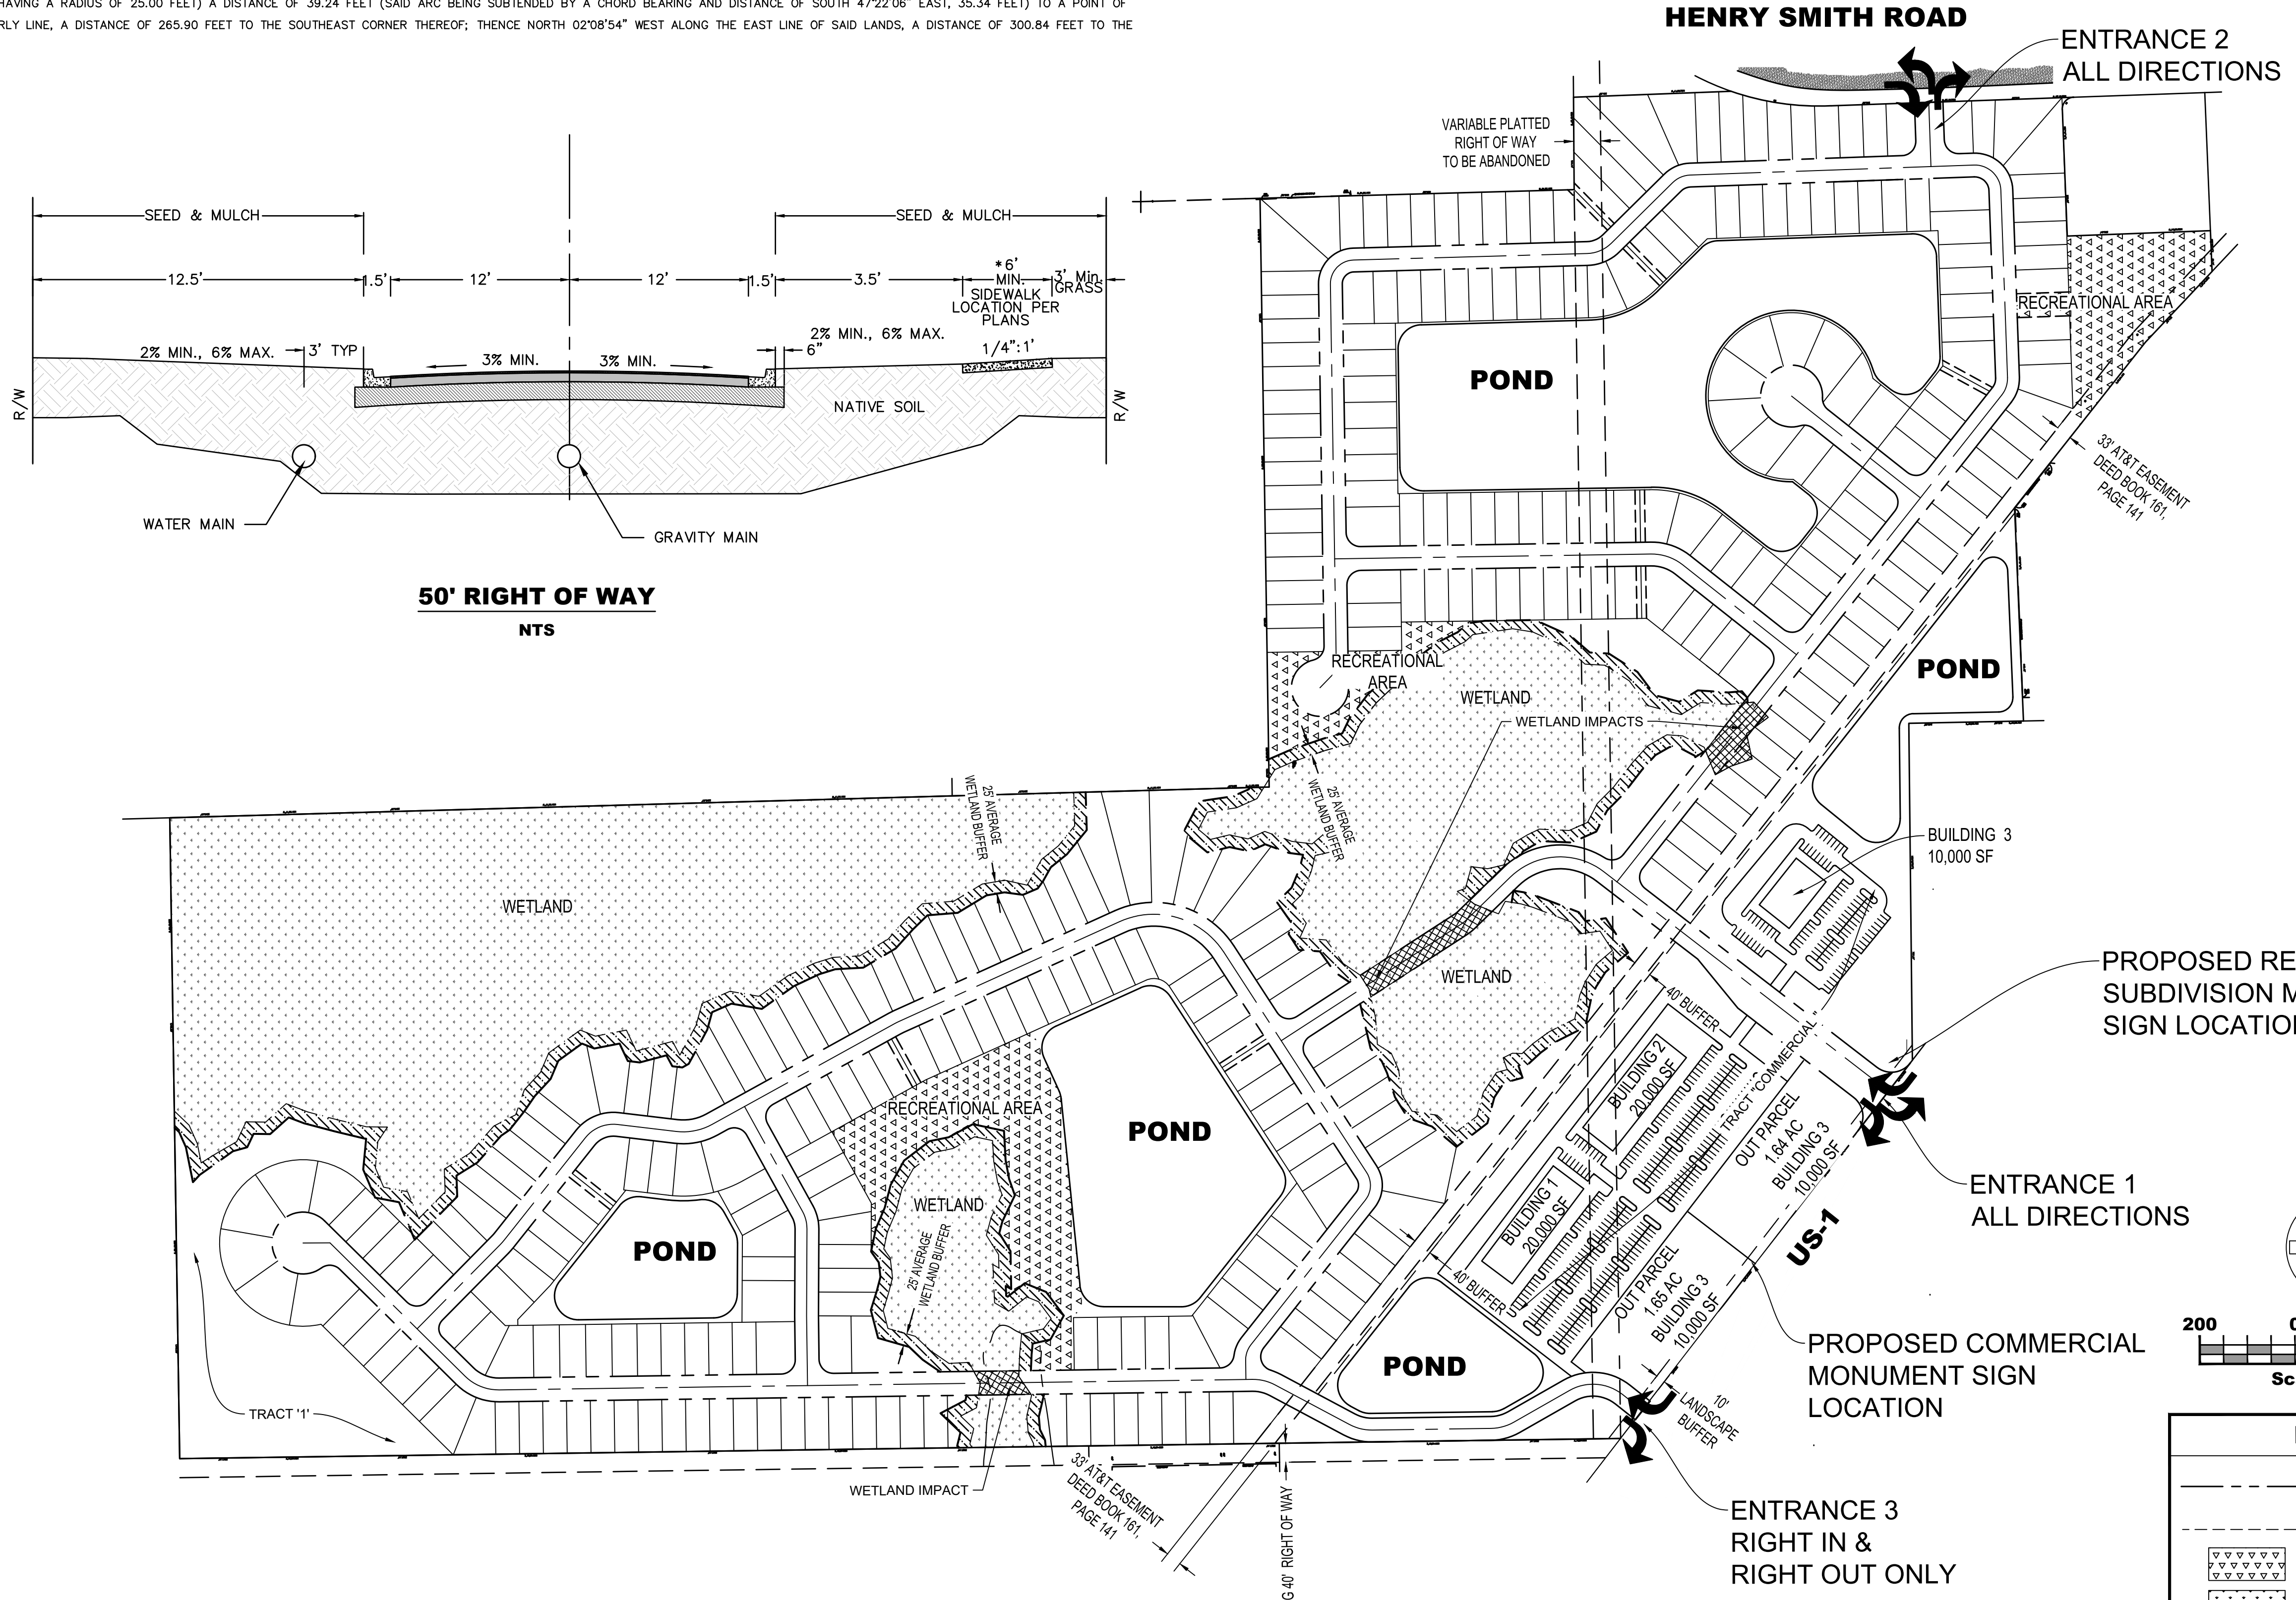 HAVING A RADIUS OF 25.00 FEET) A DISTANCE OF 39.24 FEET (SAID ARC BEING SUBTENDED BY A CHORD BEARING AND DISTANCE OF SOUTH 47°22'06" EAST, 35.34 FEET) TO A POINT OF
RLY LINE, A DISTANCE OF 265.90 FEET TO THE SOUTHEAST CORNER THEREOF; THENCE NORTH 02°08'54" WEST ALONG THE EAST LINE OF SAID LANDS, A DISTANCE OF 300.84 FEET TO THE
HENRY SMITH ROAD
ENTRANCE 2
ALL DIRECTIONS
VARIABLE PLATTED
RIGHT OF WAY
TO BE ABANDONED
SEED & MULCH
SEED & MULCH
12.5'
1.5'
12'
12'
1.5'
3.5'
*6'
MIN.
SIDEWALK
LOCATION PER
PLANS
3' Min.
GRASS
2% MIN., 6% MAX.
3' TYP
3% MIN.
3% MIN.
6"
2% MIN., 6% MAX.
1/4":1'
R/W
R/W
NATIVE SOIL
WATER MAIN
GRAVITY MAIN
50' RIGHT OF WAY
NTS
RECREATIONAL AREA
POND
33' AT&T EASEMENT
DEED BOOK 161,
PAGE 141
POND
RECREATIONAL
AREA
WETLAND
WETLAND IMPACTS
25' AVERAGE
WETLAND BUFFER
25' AVERAGE
WETLAND BUFFER
BUILDING 3
10,000 SF
WETLAND
WETLAND
PROPOSED RE
SUBDIVISION M
SIGN LOCATION
40' BUFFER
BUILDING 2
20,000 SF
TRACT "COMMERCIAL"
OUT PARCEL
1.64 AC
BUILDING 3
10,000 SF
RECREATIONAL AREA
POND
ENTRANCE 1
ALL DIRECTIONS
WETLAND
25' AVERAGE
WETLAND BUFFER
BUILDING 1
20,000 SF
US-1
POND
40' BUFFER
OUT PARCEL
1.65 AC
BUILDING 3
10,000 SF
POND
PROPOSED COMMERCIAL
MONUMENT SIGN
LOCATION
200
Sc
10'
LANDSCAPE
BUFFER
TRACT '1'
WETLAND IMPACT
33' AT&T EASEMENT
DEED BOOK 161,
PAGE 141
G 40' RIGHT OF WAY
ENTRANCE 3
RIGHT IN &
RIGHT OUT ONLY